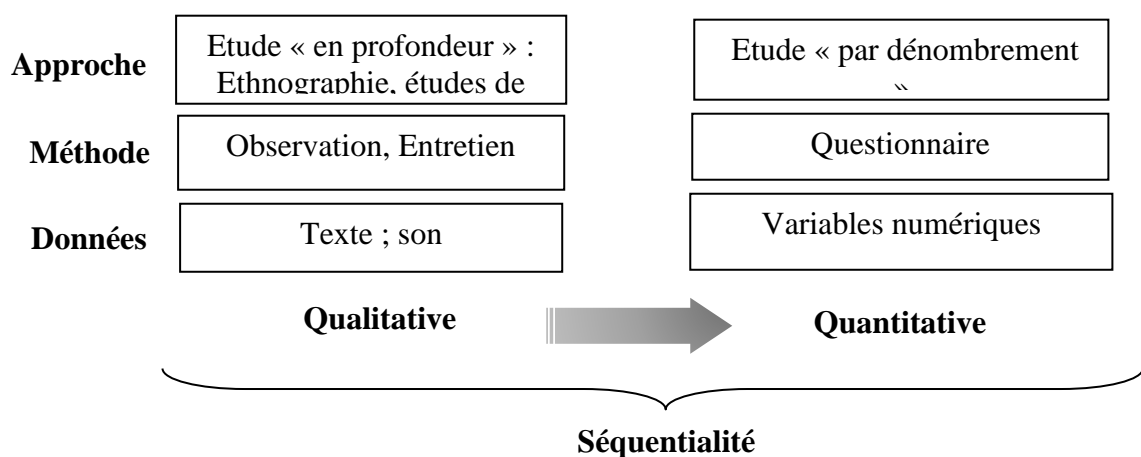 Approche
Etude « en profondeur » :
Ethnographie, études de
Etude « par dénombrement
»
Méthode
Observation, Entretien
Questionnaire
Données
Texte ; son
Variables numériques
Qualitative
Quantitative
Séquentialité